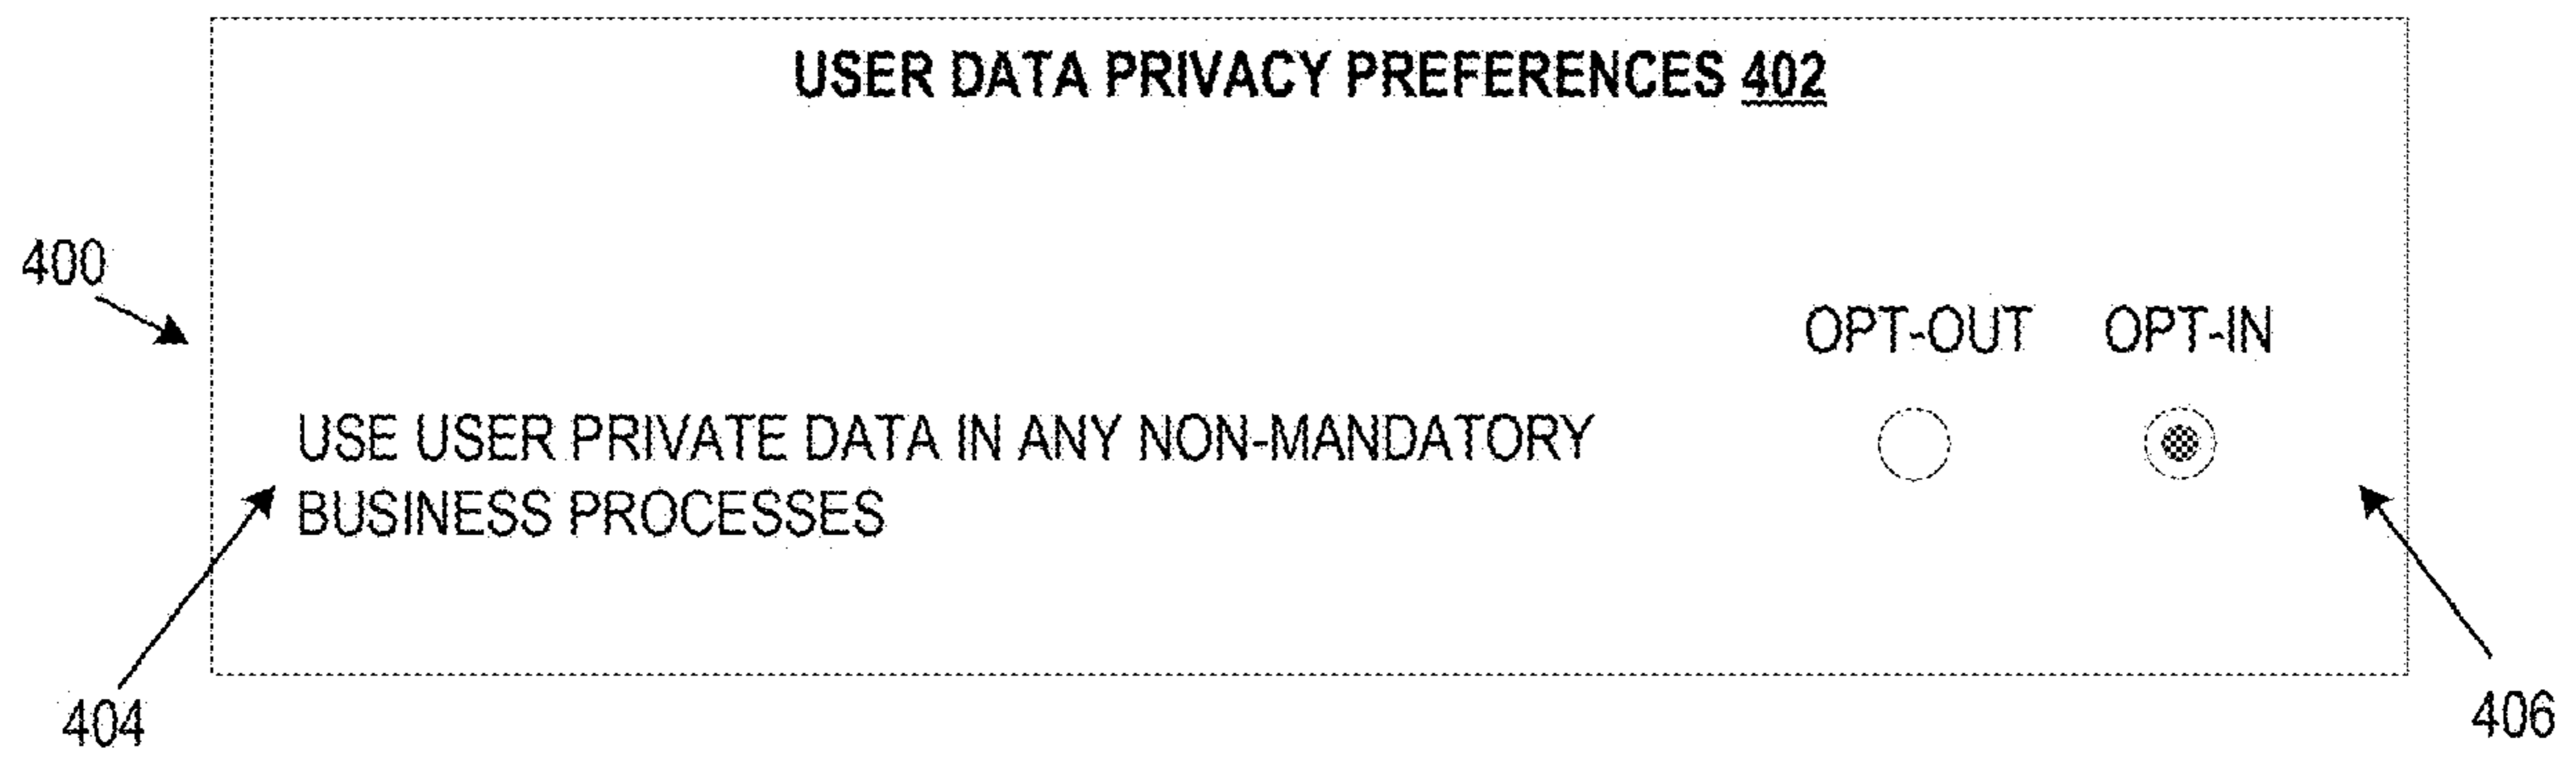 USER DATA PRIVACY PREFERENCES 402
400
OPT-OUT OPT-IN
USE USER PRIVATE DATA IN ANY NON-MANDATORY
BUSINESS PROCESSES
404
406